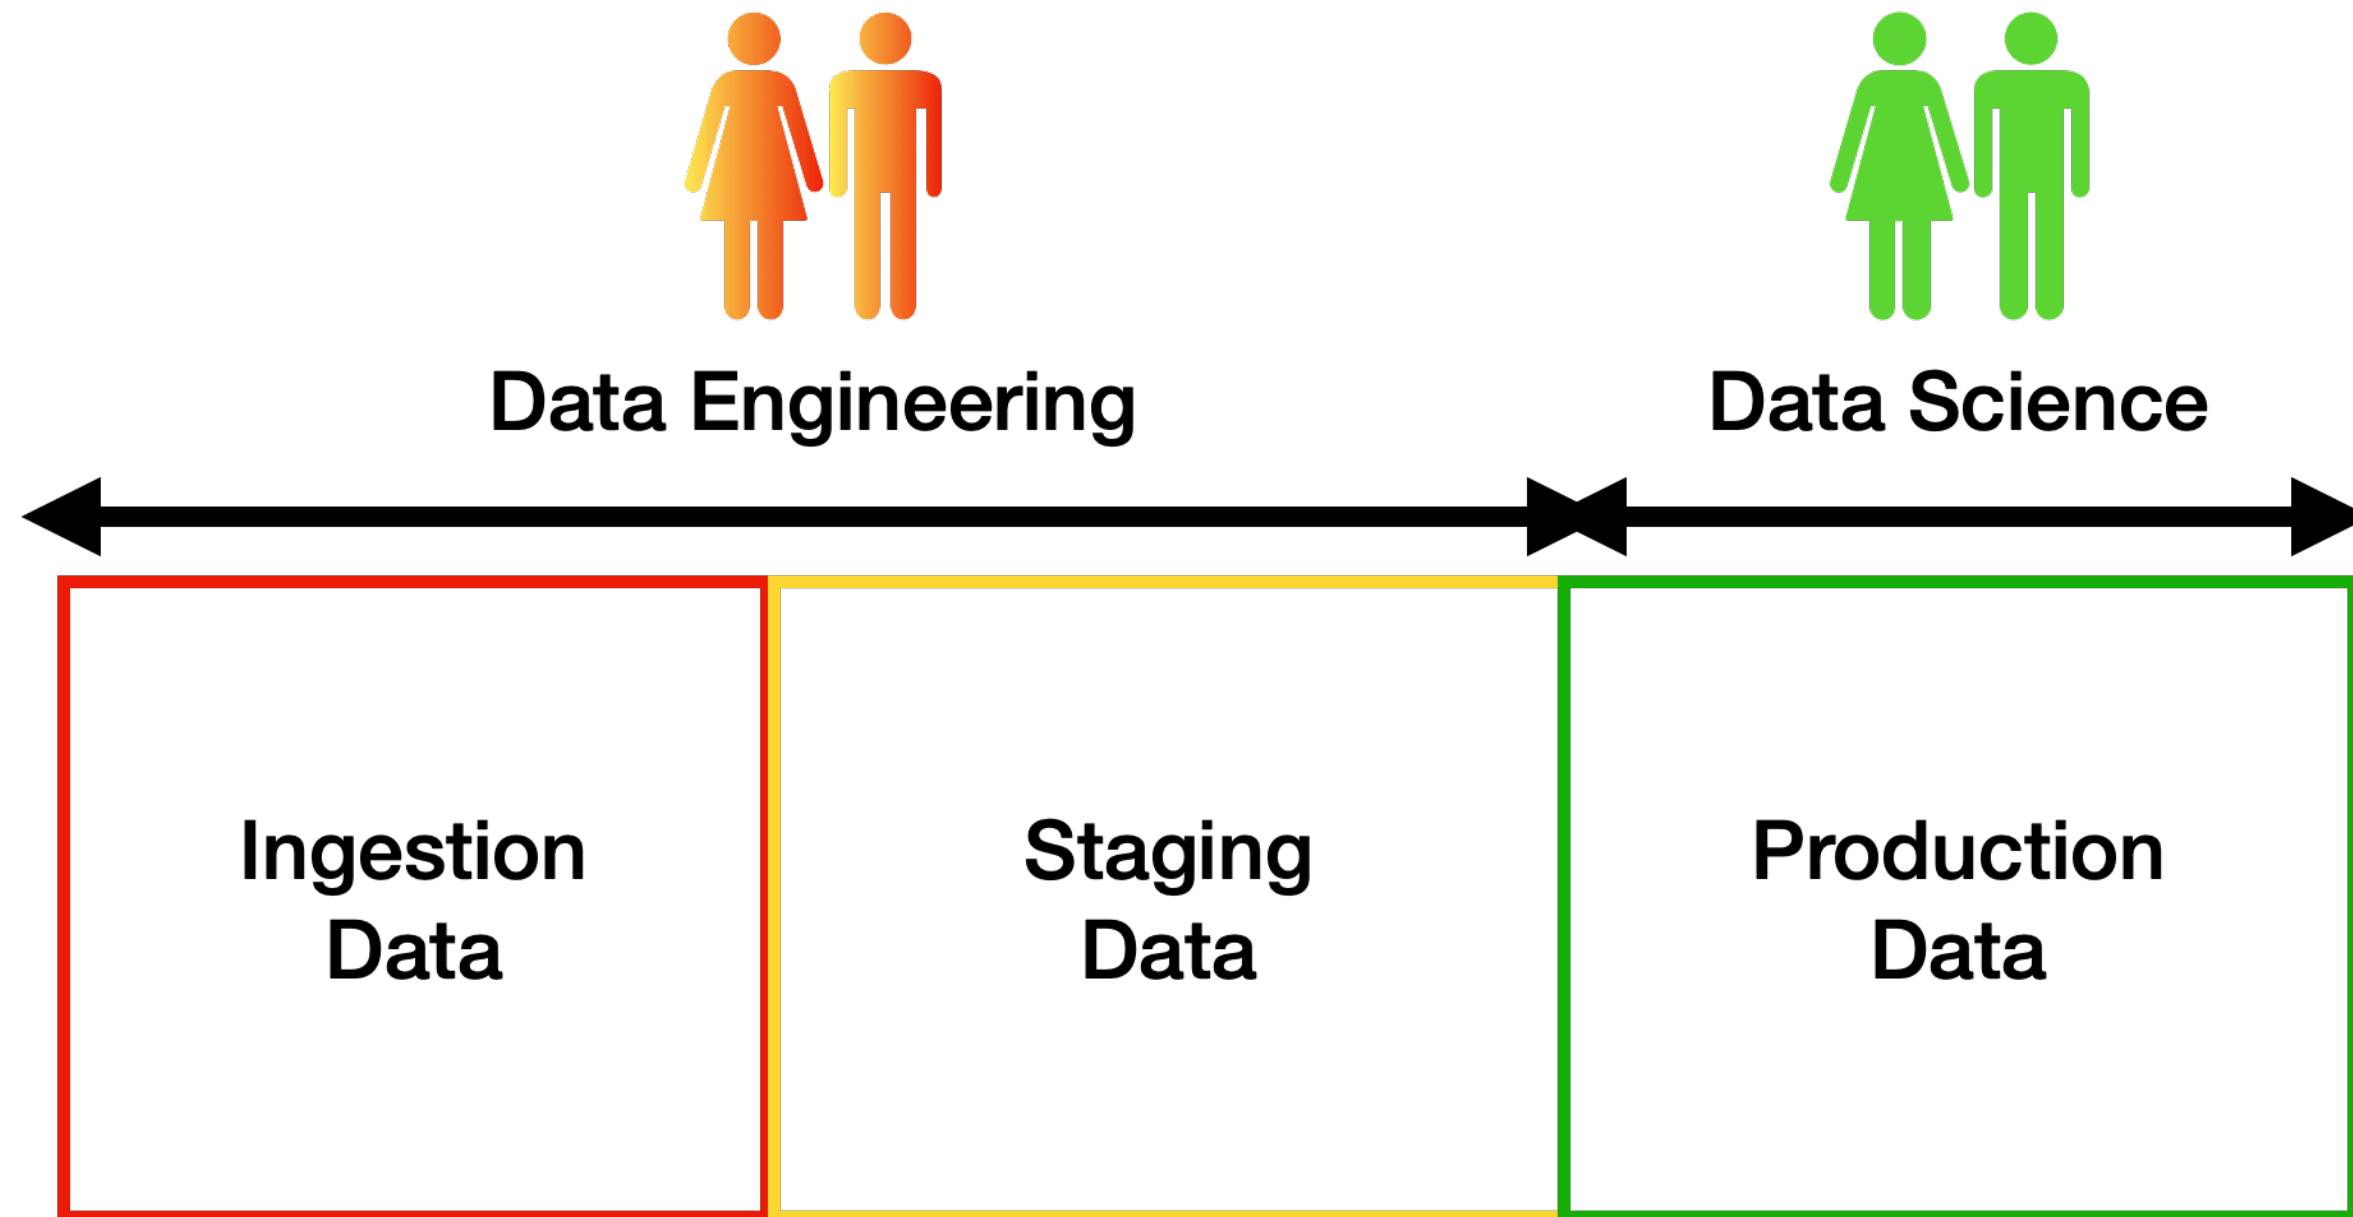 Data Engineering
Data Science
Ingestion
Data
Staging
Data
Production
Data